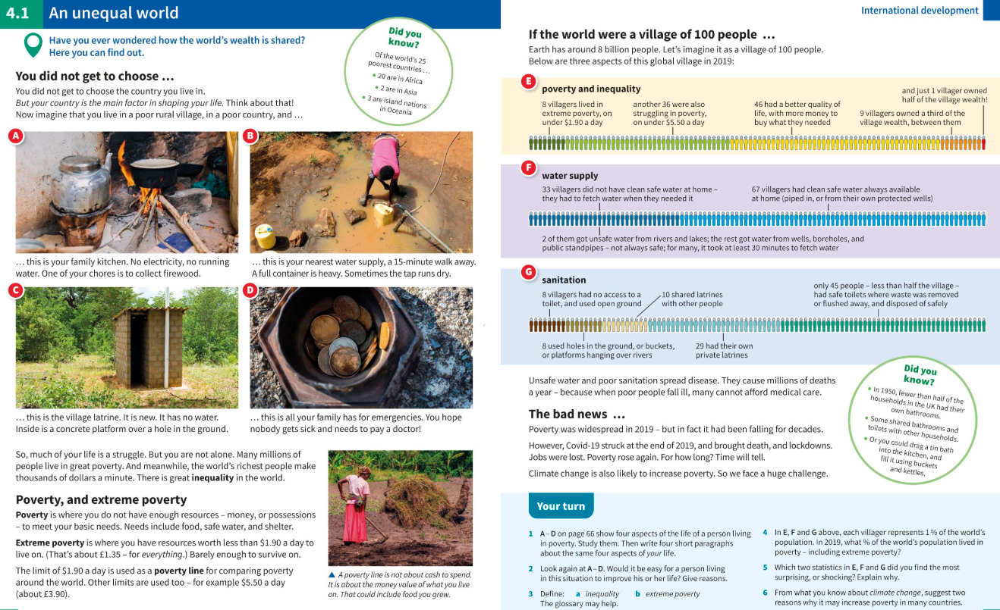 4.1 An unequal world
Have you ever wondered how the world's wealth is shared?
Here you can find out.
Did you
know?
Of the world's 25
poorest countries …
• 20 are in Africa
• 2 are in Asia
• 3 are island nations
in Oceania
You did not get to choose …
You did not get to choose the country you live in.
But your country is the main factor in shaping your life. Think about that!
Now imagine that you live in a poor rural village, in a poor country, and …
A
B
… this is your family kitchen. No electricity, no running
water. One of your chores is to collect firewood.
… this is your nearest water supply, a 15-minute walk away.
A full container is heavy. Sometimes the tap runs dry.
C
D
… this is the village latrine. It is new. It has no water.
Inside is a concrete platform over a hole in the ground.
… this is all your family has for emergencies. You hope
nobody gets sick and needs to pay a doctor!
So, much of your life is a struggle. But you are not alone. Many millions of
people live in great poverty. And meanwhile, the world's richest people make
thousands of dollars a minute. There is great inequality in the world.
Poverty, and extreme poverty
Poverty is where you do not have enough resources – money, or possessions
– to meet your basic needs. Needs include food, safe water, and shelter.
Extreme poverty is where you have resources worth less than $1.90 a day to
live on. (That's about £1.35 – for everything.) Barely enough to survive on.
The limit of $1.90 a day is used as a poverty line for comparing poverty
around the world. Other limits are used too – for example $5.50 a day
(about £3.90).
▲ A poverty line is not about cash to spend.
It is about the money value of what you live
on. That could include food you grew.
International development
If the world were a village of 100 people …
Earth has around 8 billion people. Let's imagine it as a village of 100 people.
Below are three aspects of this global village in 2019:
E
poverty and inequality
8 villagers lived in
extreme poverty, on
under $1.90 a day
another 36 were also
struggling in poverty,
on under $5.50 a day
46 had a better quality of
life, with more money to
buy what they needed
9 villagers owned a third of the
village wealth, between them
and just 1 villager owned
half of the village wealth!
F
water supply
33 villagers did not have clean safe water at home –
they had to fetch water when they needed it
67 villagers had clean safe water always available
at home (piped in, or from their own protected wells)
2 of them got unsafe water from rivers and lakes; the rest got water from wells, boreholes, and
public standpipes – not always safe; for many, it took at least 30 minutes to fetch water
G
sanitation
8 villagers had no access to a
toilet, and used open ground
10 shared latrines
with other people
only 45 people – less than half the village –
had safe toilets where waste was removed
or flushed away, and disposed of safely
8 used holes in the ground, or buckets,
or platforms hanging over rivers
29 had their own
private latrines
Unsafe water and poor sanitation spread disease. They cause millions of deaths
a year – because when poor people fall ill, many cannot afford medical care.
The bad news …
Poverty was widespread in 2019 – but in fact it had been falling for decades.
However, Covid-19 struck at the end of 2019, and brought death, and lockdowns.
Jobs were lost. Poverty rose again. For how long? Time will tell.
Climate change is also likely to increase poverty. So we face a huge challenge.
Did you
know?
• In 1950, fewer than half of the
households in the UK had their
own bathrooms.
• Some shared bathrooms and
toilets with other households.
• Or you could drag a tin bath
into the kitchen, and
fill it using buckets
and kettles.
Your turn
1 A – D on page 66 show four aspects of the life of a person living
in poverty. Study them. Then write four short paragraphs
about the same four aspects of your life.
2 Look again at A – D. Would it be easy for a person living
in this situation to improve his or her life? Give reasons.
3 Define: a inequality b extreme poverty
The glossary may help.
4 In E, F and G above, each villager represents 1 % of the world's
population. In 2019, what % of the world's population lived in
poverty – including extreme poverty?
5 Which two statistics in E, F and G did you find the most
surprising, or shocking? Explain why.
6 From what you know about climate change, suggest two
reasons why it may increase poverty in many countries.